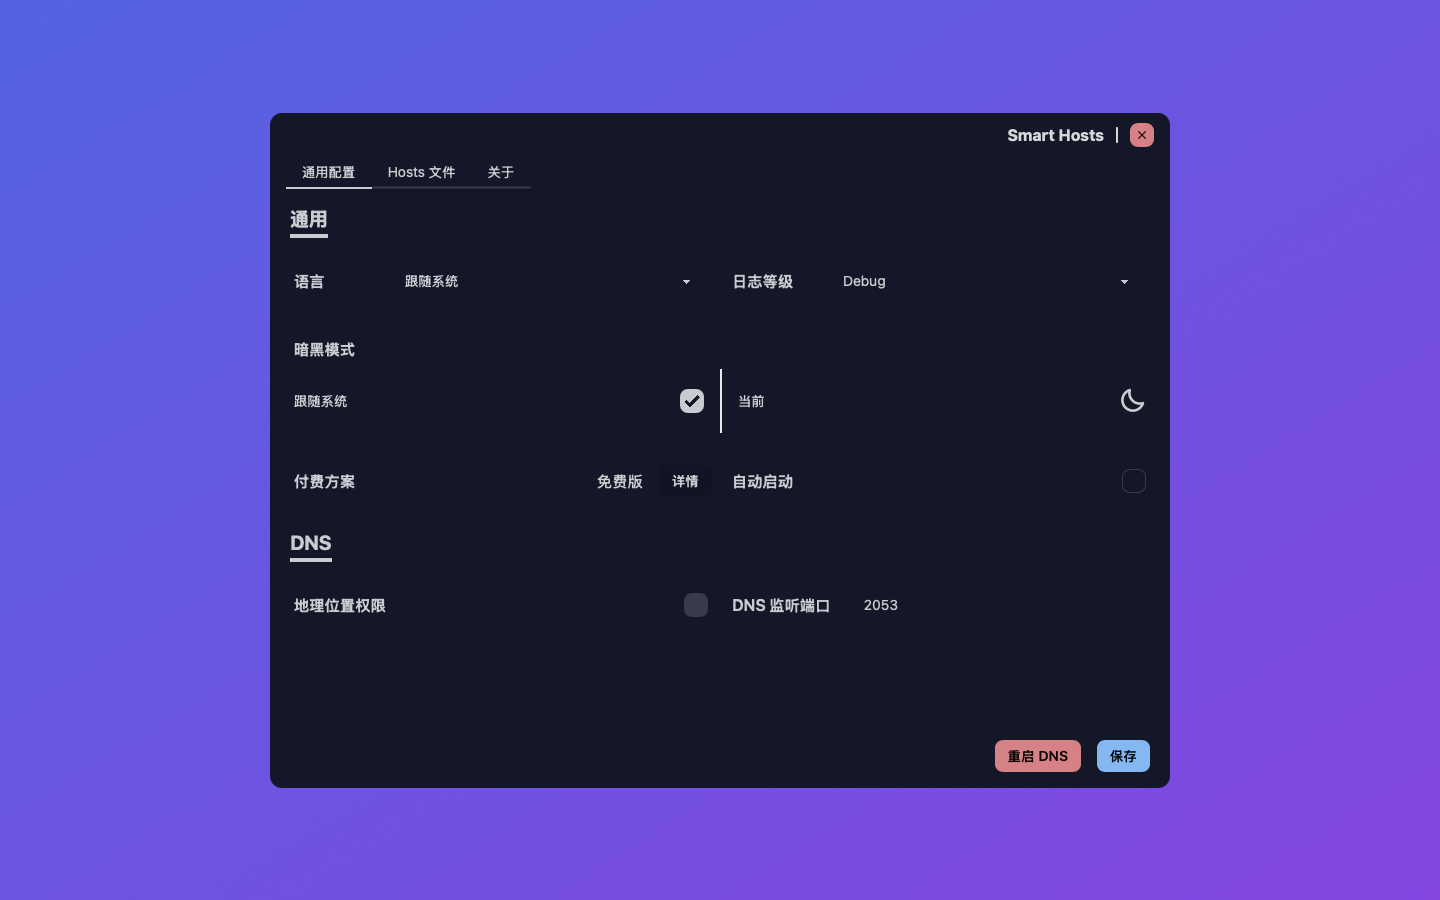 Smart Hosts
通用配置 Hosts 文件 关于
通用
语言 跟随系统 日志等级 Debug
暗黑模式
跟随系统 当前
付费方案 免费版 详情 自动启动
DNS
地理位置权限 DNS 监听端口 2053
重启 DNS 保存